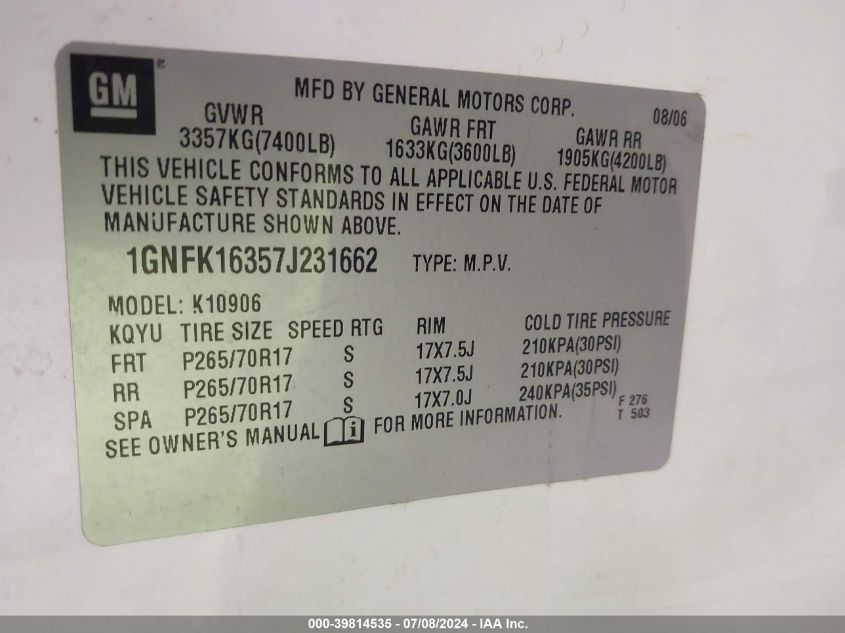 GM ®
MFD BY GENERAL MOTORS CORP.
08/06
GVWR GAWR FRT GAWR RR
3357KG(7400LB) 1633KG(3600LB) 1905KG(4200LB)
THIS VEHICLE CONFORMS TO ALL APPLICABLE U.S. FEDERAL MOTOR
VEHICLE SAFETY STANDARDS IN EFFECT ON THE DATE OF
MANUFACTURE SHOWN ABOVE.
1GNFK16357J231662 TYPE: M.P.V.
MODEL: K10906
KQYU TIRE SIZE SPEED RTG RIM COLD TIRE PRESSURE
FRT P265/70R17 S 17X7.5J 210KPA(30PSI)
RR P265/70R17 S 17X7.5J 210KPA(30PSI)
SPA P265/70R17 S 17X7.0J 240KPA(35PSI)
F 276
T 503
SEE OWNER'S MANUAL i FOR MORE INFORMATION.
000-39814535 - 07/08/2024 - IAA Inc.